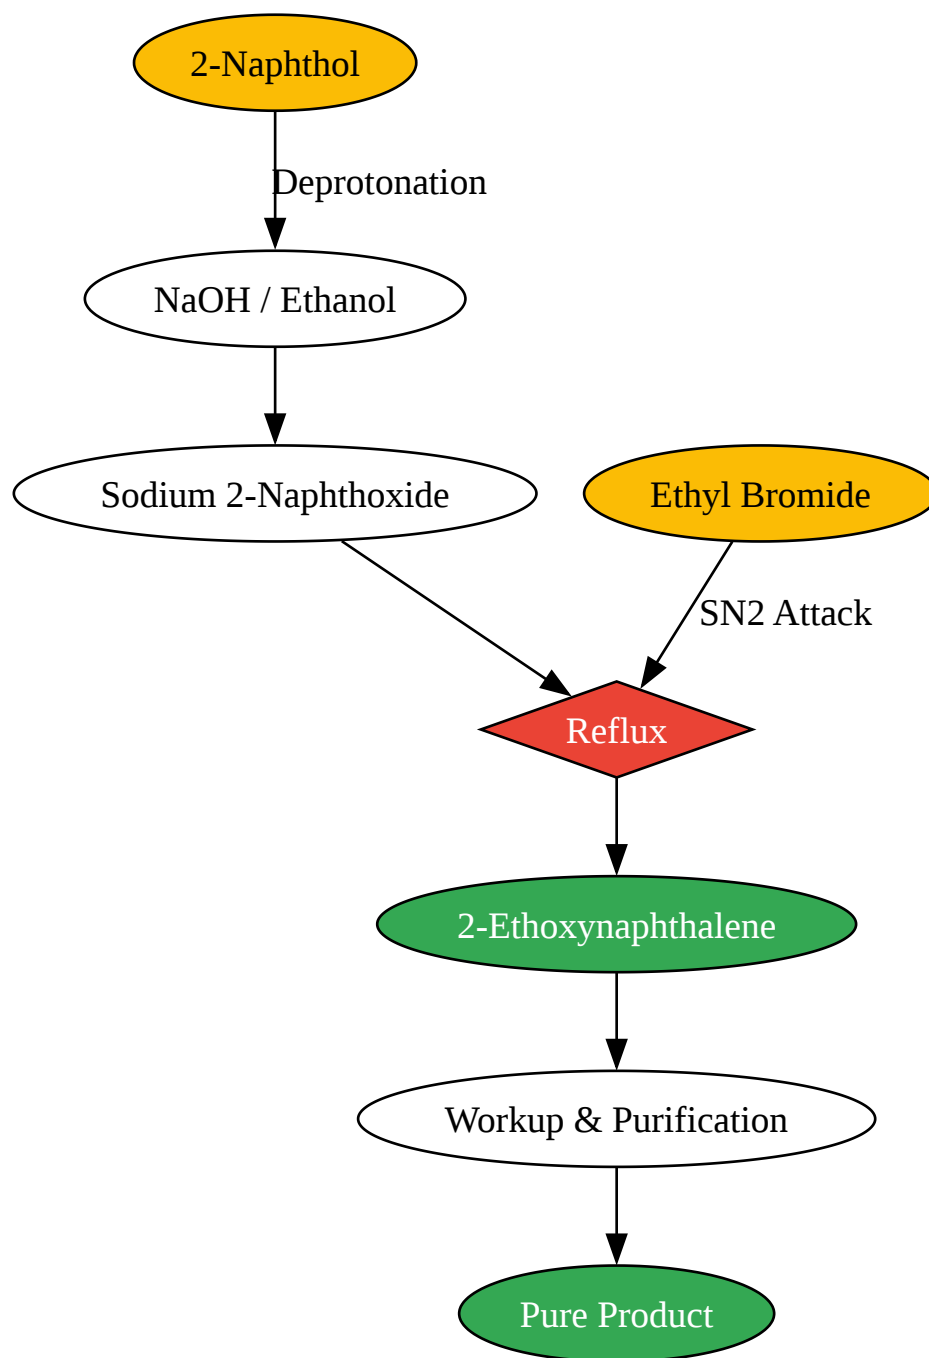 2-Naphthol
Deprotonation
NaOH / Ethanol
Sodium 2-Naphthoxide
Ethyl Bromide
SN2 Attack
Reflux
2-Ethoxynaphthalene
Workup & Purification
Pure Product